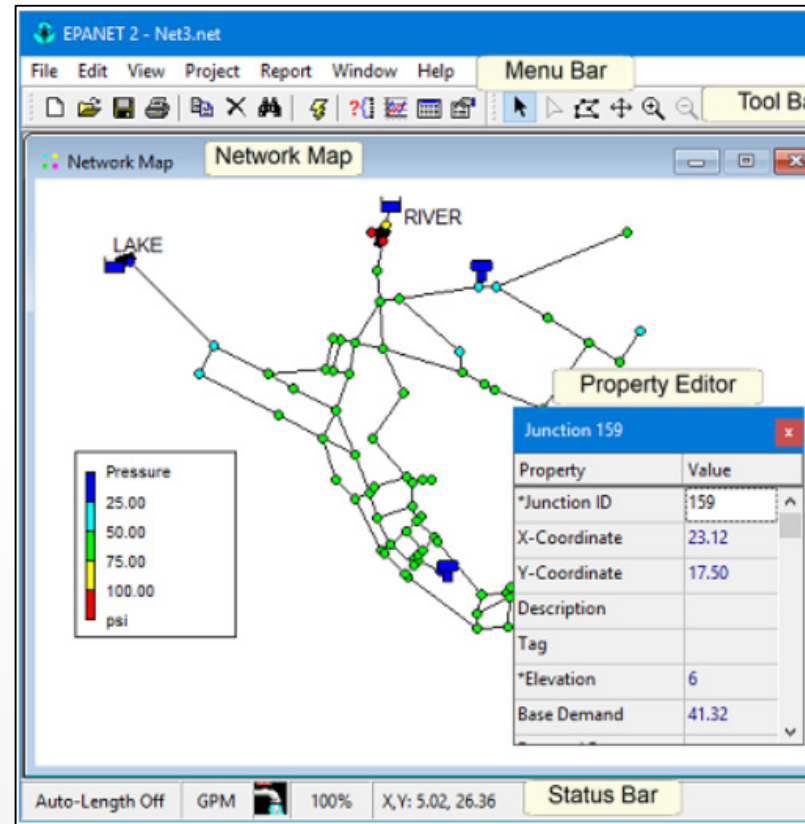 EPANET 2 - Net3.net
File Edit View Project Report Window Help Menu Bar
Tool Ba
Network Map Network Map
RIVER
LAKE
Property Editor
Junction 159
Property Value
*Junction ID 159
X-Coordinate 23.12
Y-Coordinate 17.50
Description
Tag
*Elevation 6
Base Demand 41.32
Pressure
25.00
50.00
75.00
100.00
psi
Auto-Length Off GPM 100% X,Y: 5.02, 26.36 Status Bar